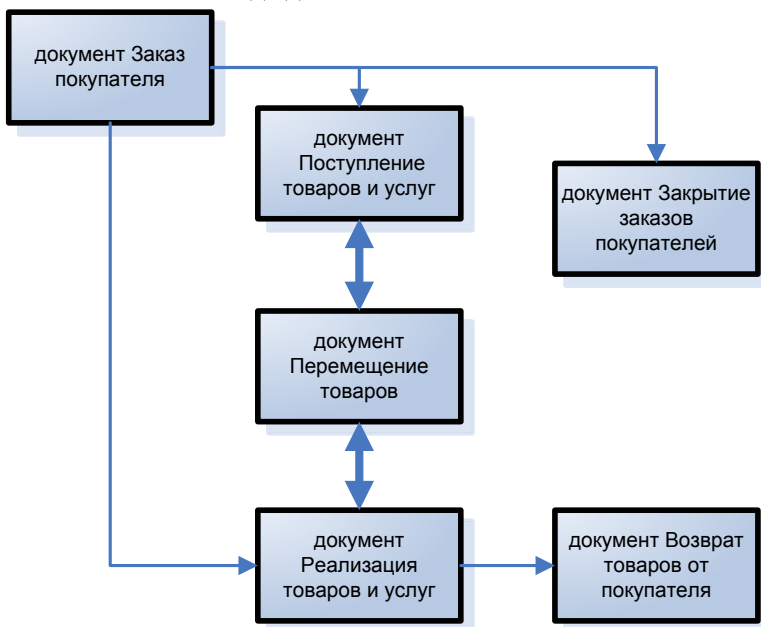 документ Заказ
покупателя
документ
Поступление
товаров и услуг
документ Закрытие
заказов
покупателей
документ
Перемещение
товаров
документ
Реализация
товаров и услуг
документ Возврат
товаров от
покупателя